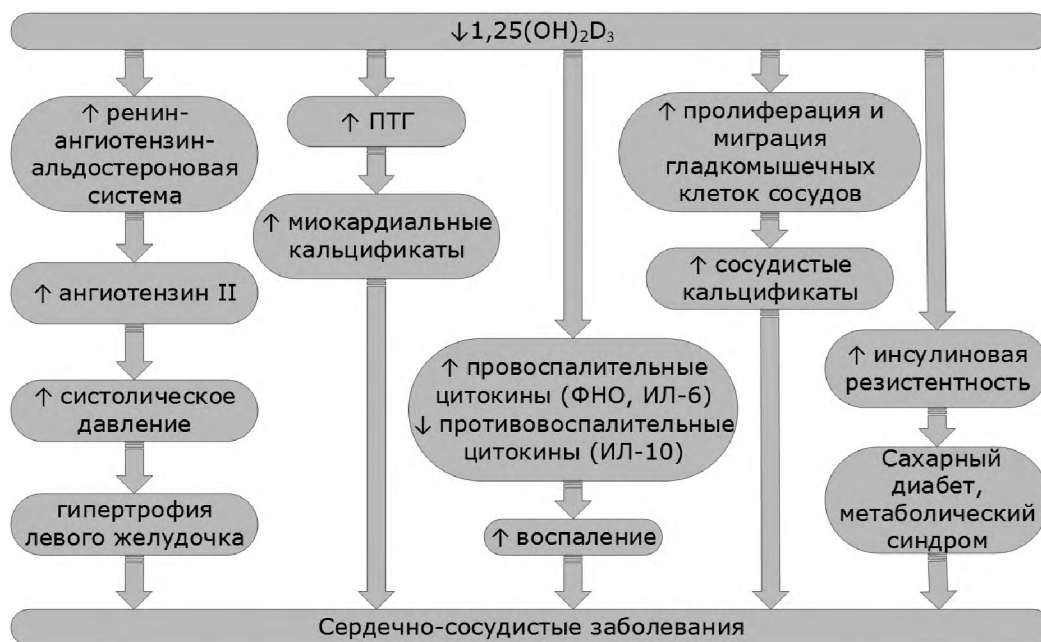 ↓1,25(OH)₂D₃
↑ ренин-
ангиотензин-
альдостероновая
система
↑ ангиотензин II
↑ систолическое
давление
гипертрофия
левого желудочка
↑ ПТГ
↑ миокардиальные
кальцификаты
↑ провоспалительные
цитокины (ФНО, ИЛ-6)
↓ противовоспалительные
цитокины (ИЛ-10)
↑ воспаление
↑ пролиферация и
миграция
гладкомышечных
клеток сосудов
↑ сосудистые
кальцификаты
↑ инсулиновая
резистентность
Сахарный
диабет,
метаболический
синдром
Сердечно-сосудистые заболевания